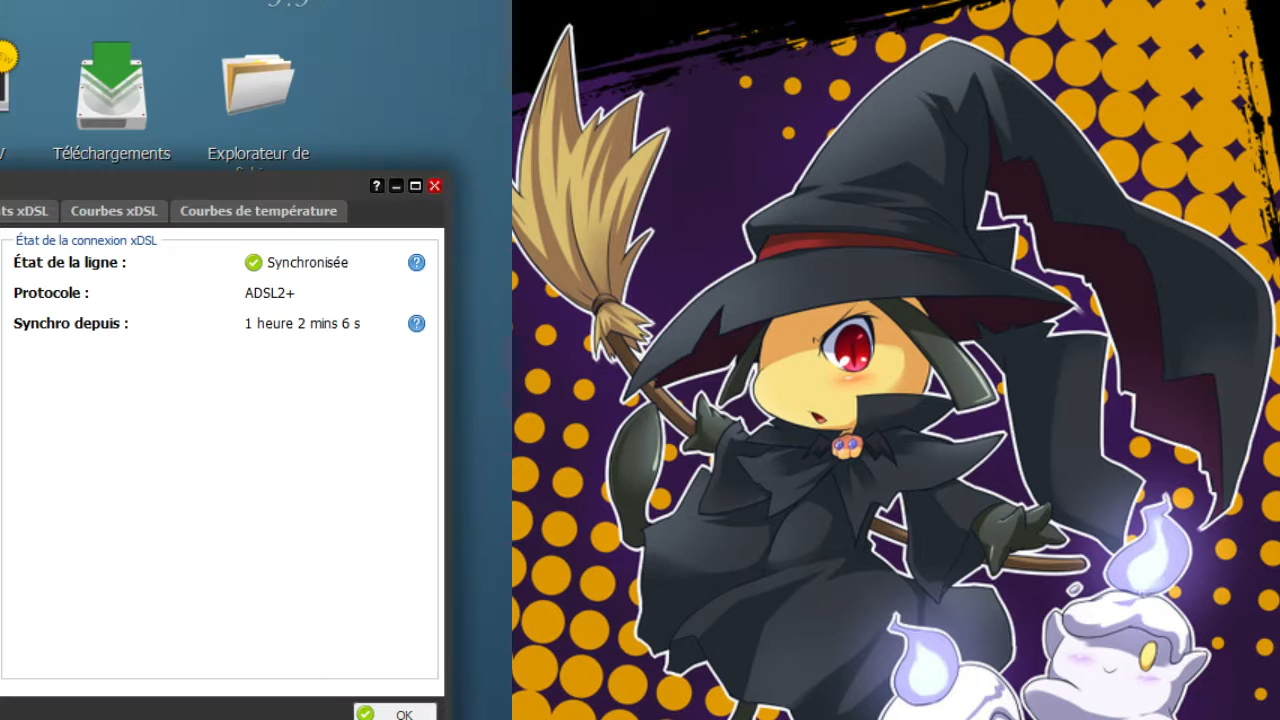 Téléchargements
Explorateur de
ts xDSL
Courbes xDSL
Courbes de température
État de la connexion xDSL
État de la ligne :
Synchronisée
Protocole :
ADSL2+
Synchro depuis :
1 heure 2 mins 6 s
OK